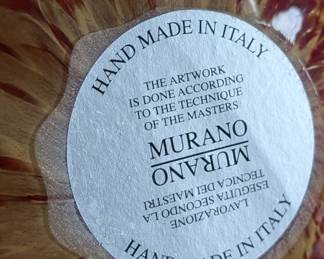 HAND MADE IN ITALY
THE ARTWORK
IS DONE ACCORDING
TO THE TECHNIQUE
OF THE MASTERS
MURANO
MURANO
LAVORAZIONE
ESEGUITA SECONDO LA
TECNICA DEI MAESTRI
HAND MADE IN ITALY